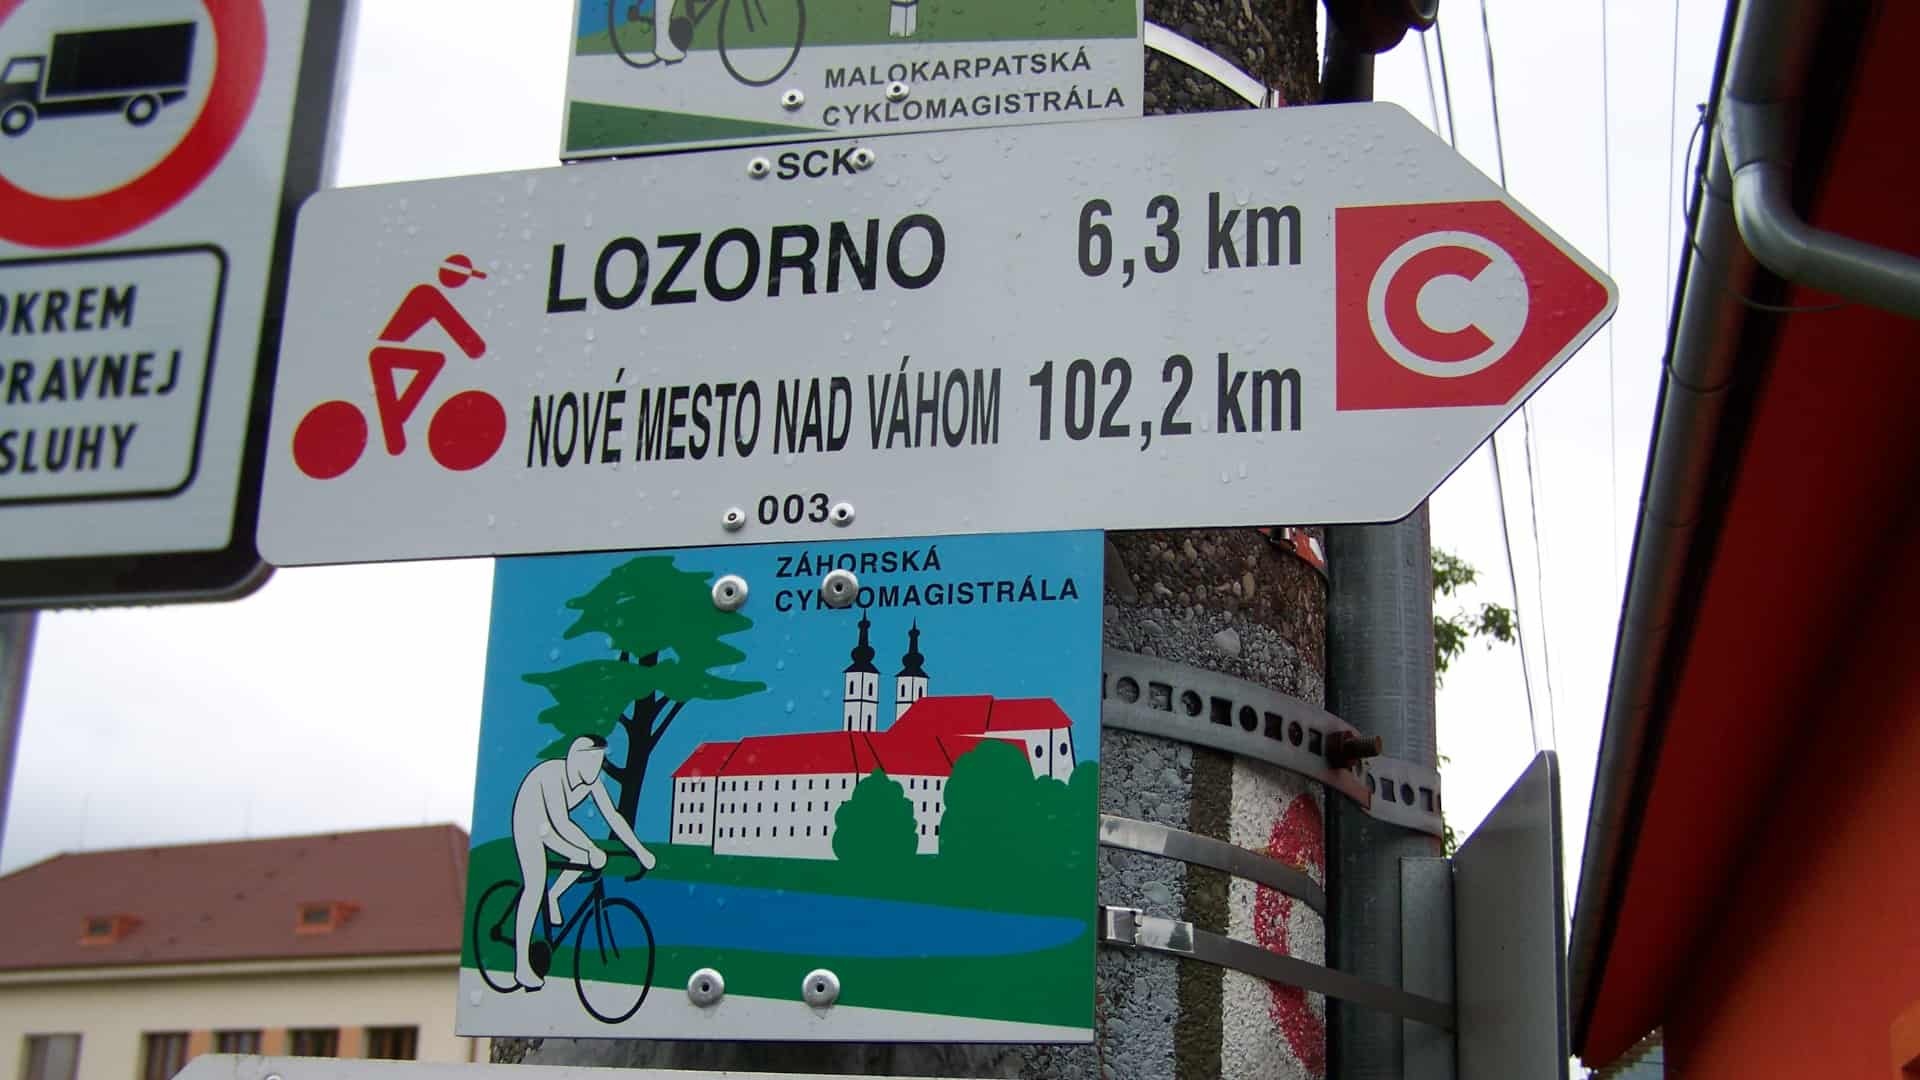 MALOKARPATSKÁ
CYKLOMAGISTRÁLA
SCK
LOZORNO 6,3 km
NOVÉ MESTO NAD VÁHOM 102,2 km
C
003
ZÁHORSKÁ
CYKLOMAGISTRÁLA
OKREM
PRAVNEJ
SLUHY